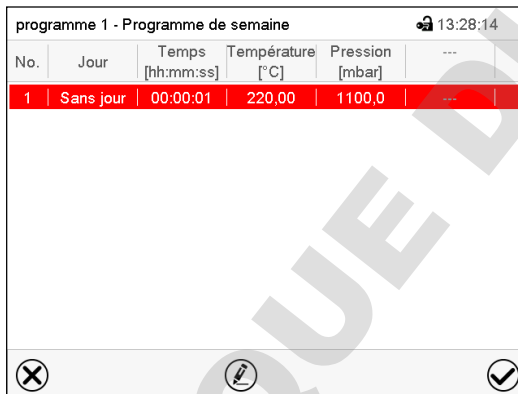 programme 1 - Programme de semaine 13:28:14
No. Jour Temps [hh:mm:ss] Température [°C] Pression [mbar] ---
1 Sans jour 00:00:01 220,00 1100,0 ---
QUE D